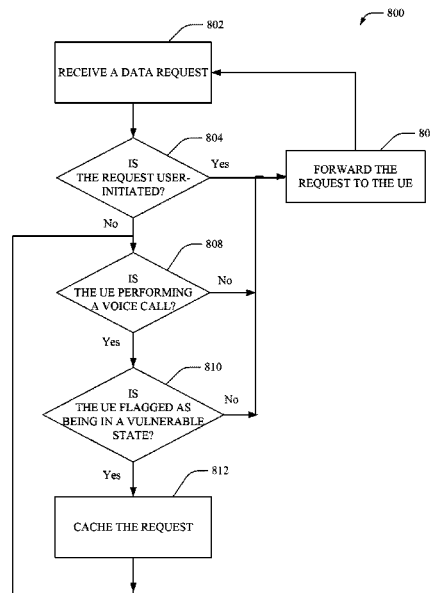 800
802
RECEIVE A DATA REQUEST
804
IS
THE REQUEST USER-
INITIATED?
Yes
80
FORWARD THE
REQUEST TO THE UE
No
808
IS
THE UE PERFORMING
A VOICE CALL?
No
Yes
810
IS
THE UE FLAGGED AS
BEING IN A VULNERABLE
STATE?
No
Yes
812
CACHE THE REQUEST